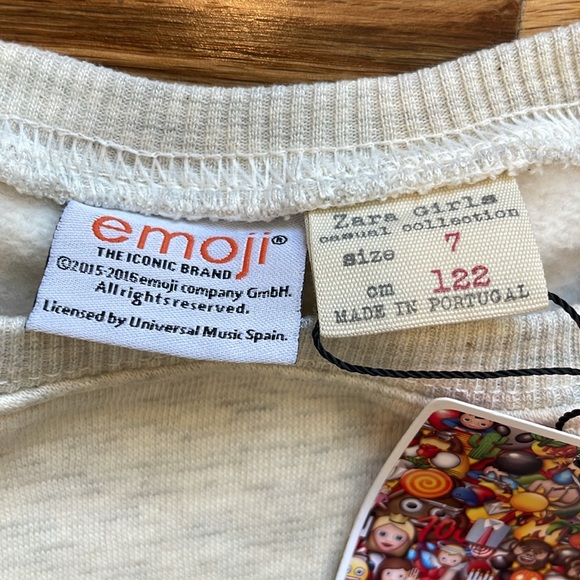 emoji®
THE ICONIC BRAND
©2015-2016 emoji company GmbH.
All rights reserved.
Licensed by Universal Music Spain.
Zara Girls
casual collection
size 7
cm 122
MADE IN PORTUGAL